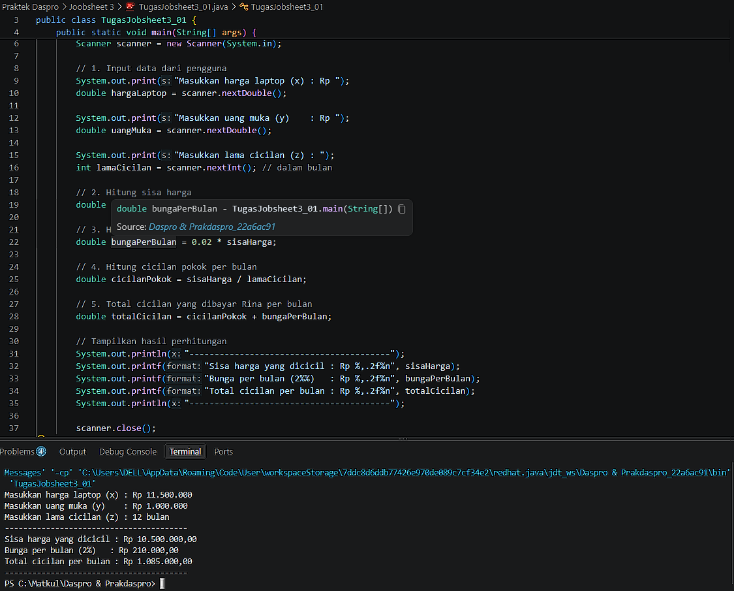 Praktek Daspro > Joobsheet 3 > TugasJobsheet3_01.java > TugasJobsheet3_01
3 public class TugasJobsheet3_01 {
4 public static void main(String[] args) {
6 Scanner scanner = new Scanner(System.in);
7
8 // 1. Input data dari pengguna
9 System.out.print(s: "Masukkan harga laptop (x) : Rp ");
10 double hargaLaptop = scanner.nextDouble();
11
12 System.out.print(s: "Masukkan uang muka (y)    : Rp ");
13 double uangMuka = scanner.nextDouble();
14
15 System.out.print(s: "Masukkan lama cicilan (z) : ");
16 int lamaCicilan = scanner.nextInt(); // dalam bulan
17
18 // 2. Hitung sisa harga
19 double
double bungaPerBulan - TugasJobsheet3_01.main(String[])
20
Source: Daspro & Prakdaspro_22a6ac91
21 // 3. H
22 double bungaPerBulan = 0.02 * sisaHarga;
23
24 // 4. Hitung cicilan pokok per bulan
25 double cicilanPokok = sisaHarga / lamaCicilan;
26
27 // 5. Total cicilan yang dibayar Rina per bulan
28 double totalCicilan = cicilanPokok + bungaPerBulan;
29
30 // Tampilkan hasil perhitungan
31 System.out.println(x: "----------------------------------------");
32 System.out.printf(format: "Sisa harga yang dicicil : Rp %,.2f%n", sisaHarga);
33 System.out.printf(format: "Bunga per bulan (2%%)   : Rp %,.2f%n", bungaPerBulan);
34 System.out.printf(format: "Total cicilan per bulan : Rp %,.2f%n", totalCicilan);
35 System.out.println(x: "----------------------------------------");
36
37 scanner.close();
Problems Output Debug Console Terminal Ports
Messages' '-cp' 'C:\Users\DELL\AppData\Roaming\Code\User\workspaceStorage\7ddc8d6ddb77426e970de089c7cf34e2\redhat.java\jdt_ws\Daspro & Prakdaspro_22a6ac91\bin'
'TugasJobsheet3_01'
Masukkan harga laptop (x) : Rp 11.500.000
Masukkan uang muka (y)    : Rp 1.000.000
Masukkan lama cicilan (z) : 12 bulan
----------------------------------------
Sisa harga yang dicicil : Rp 10.500.000,00
Bunga per bulan (2%)   : Rp 210.000,00
Total cicilan per bulan : Rp 1.085.000,00
----------------------------------------
PS C:\Matkul\Daspro & Prakdaspro>